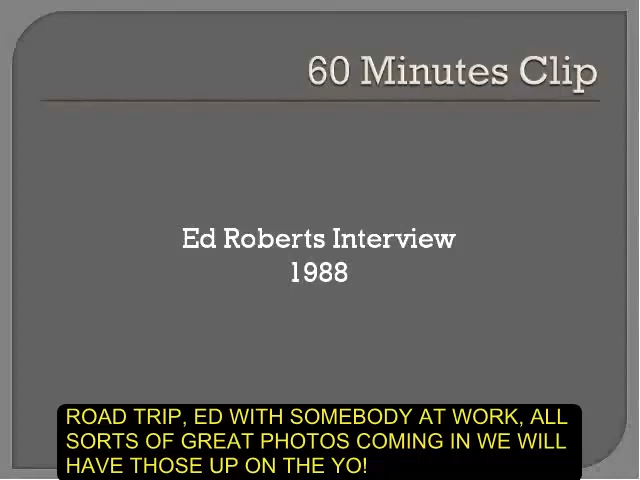 60 Minutes Clip
Ed Roberts Interview
1988
ROAD TRIP, ED WITH SOMEBODY AT WORK, ALL
SORTS OF GREAT PHOTOS COMING IN WE WILL
HAVE THOSE UP ON THE YO!